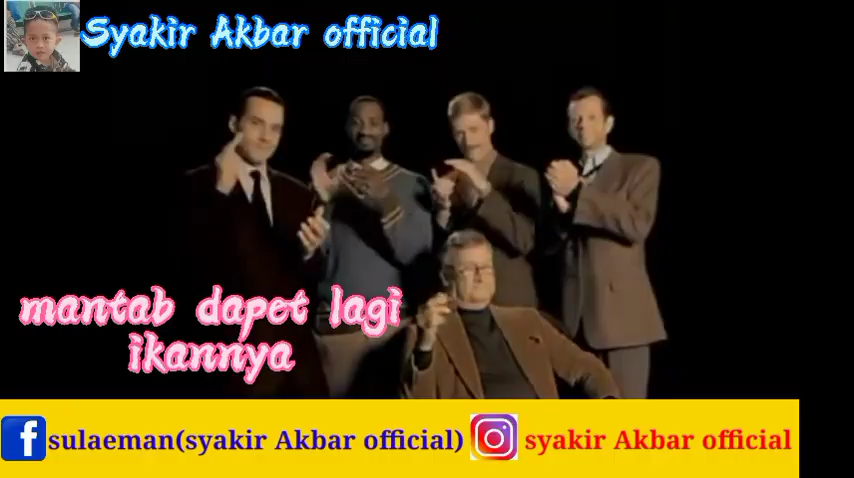 Syakir Akbar official
mantab dapet lagi
ikannya
sulaeman(syakir Akbar official)
syakir Akbar official